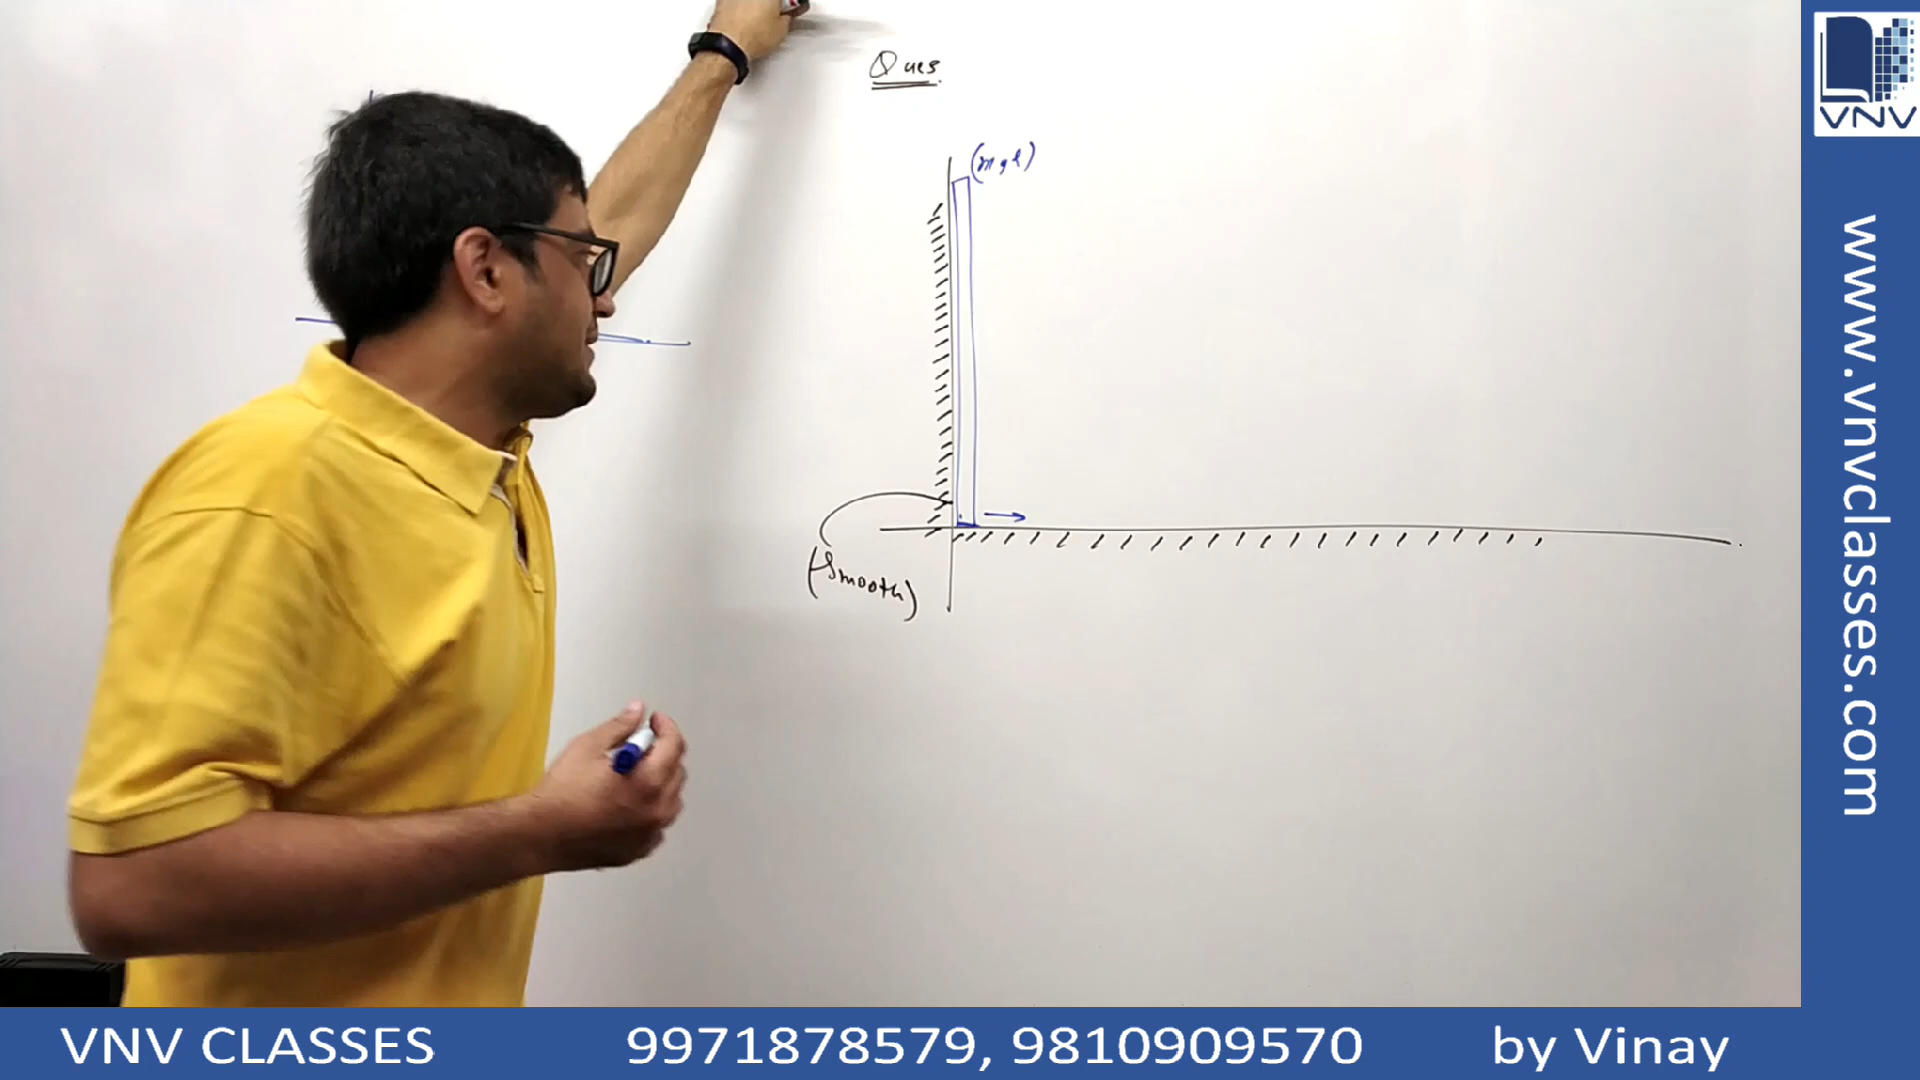 Ques.
(m,l)
(Smooth)
VNV
www.vnvclasses.com
VNV CLASSES 9971878579, 9810909570 by Vinay